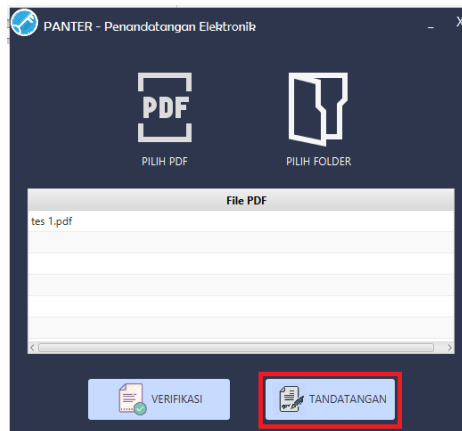 PANTER - Penandatangan Elektronik
PDF
PILIH PDF
PILIH FOLDER
File PDF
tes 1.pdf
VERIFIKASI
TANDATANGAN